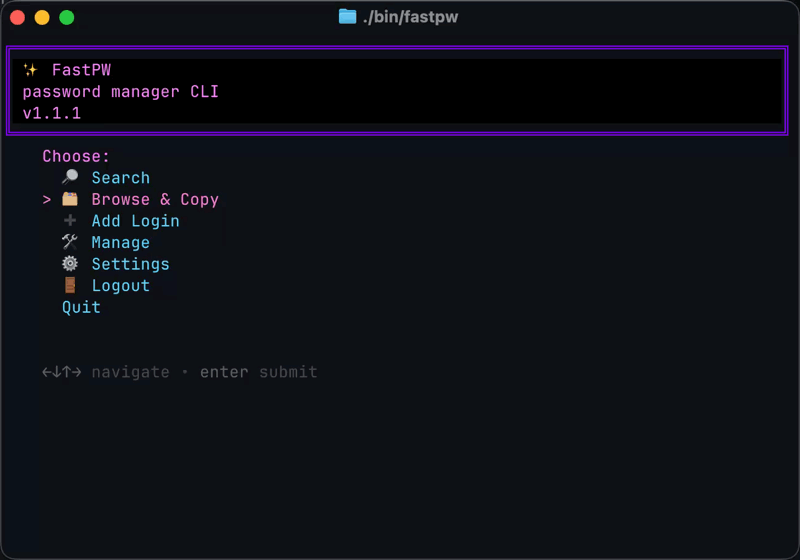 ./bin/fastpw
✨ FastPW
password manager CLI
v1.1.1
Choose:
🔎 Search
> 🗂️ Browse & Copy
➕ Add Login
🛠️ Manage
⚙️ Settings
🚪 Logout
Quit
←↓↑→ navigate • enter submit